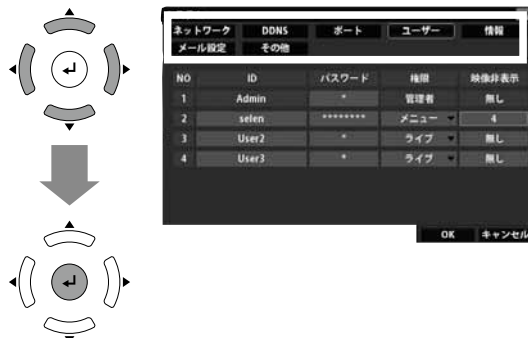 ネットワーク DDNS ポート ユーザー 情報
メール設定 その他
NO ID パスワード 権限 映像非表示
1 Admin * 管理者 無し
2 selen ******** メニュー 4
3 User2 * ライブ 無し
4 User3 * ライブ 無し
OK キャンセル